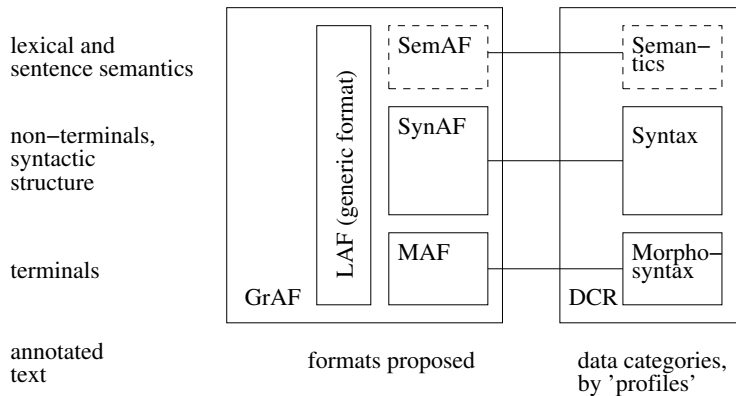 lexical and
sentence semantics
SemAF
Seman-
tics
non-terminals,
syntactic
structure
LAF (generic format)
SynAF
Syntax
terminals
GrAF
MAF
DCR
Morpho-
syntax
annotated
text
formats proposed
data categories,
by 'profiles'